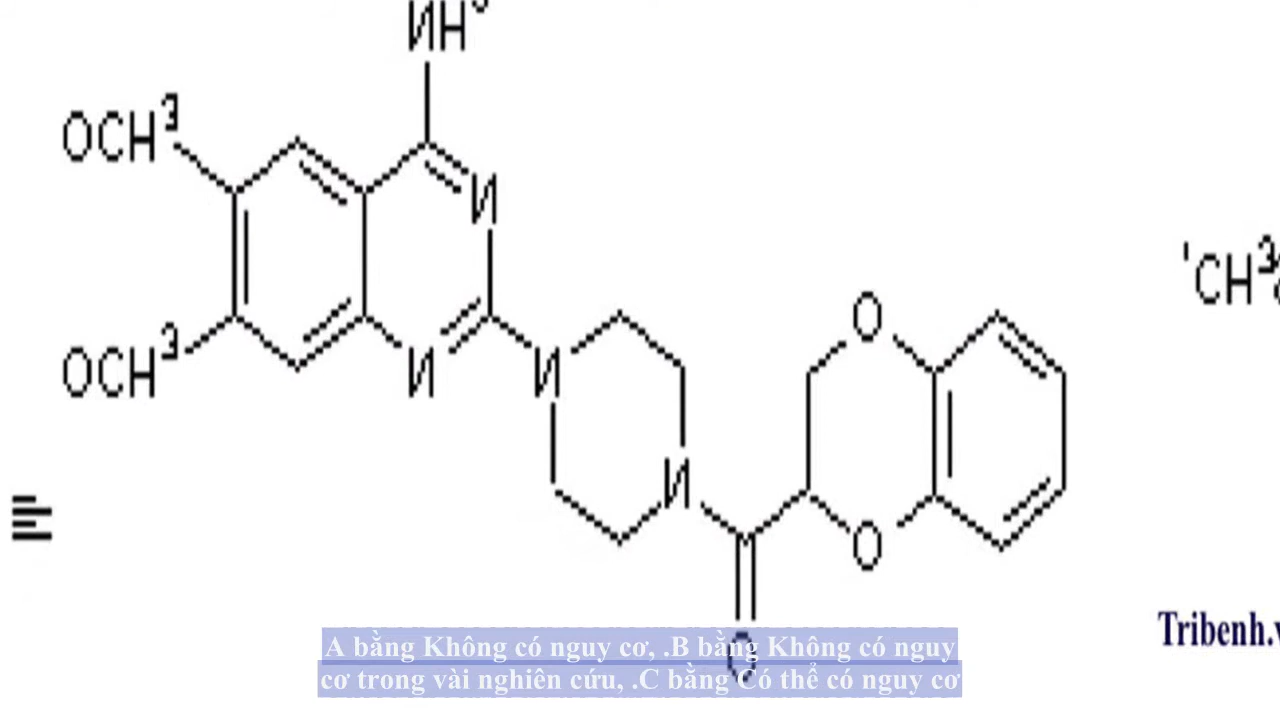 NH
OCH3
N
OCH3
N
N
N
O
O
O
'CH3
Tribenh.v
A bằng Không có nguy cơ, .B bằng Không có nguy
cơ trong vài nghiên cứu, .C bằng Có thể có nguy cơ